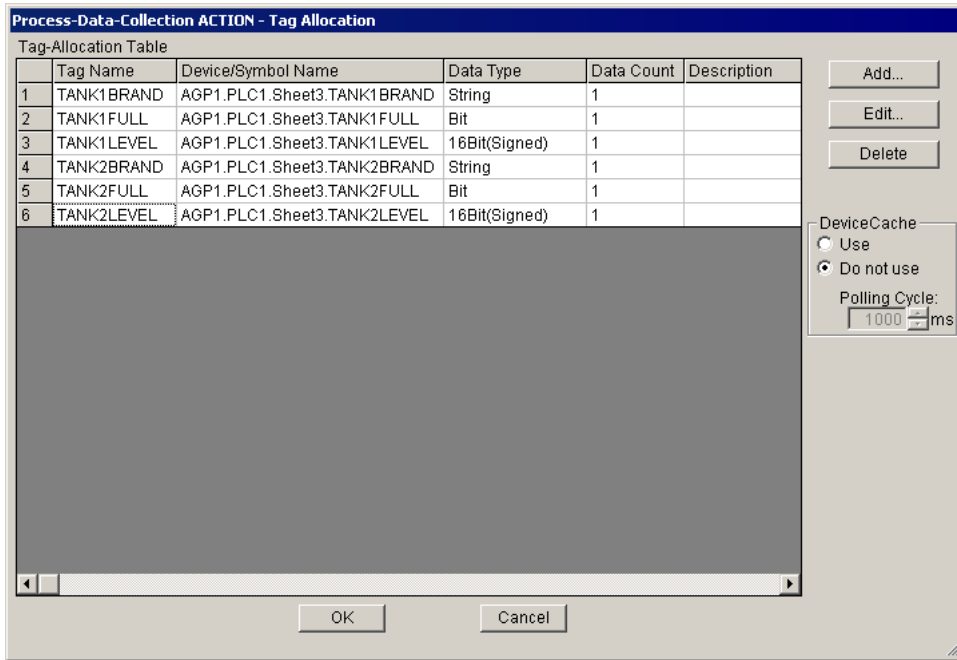 Process-Data-Collection ACTION - Tag Allocation
Tag-Allocation Table
Tag Name Device/Symbol Name Data Type Data Count Description
1 TANK1BRAND AGP1.PLC1.Sheet3.TANK1BRAND String 1
2 TANK1FULL AGP1.PLC1.Sheet3.TANK1FULL Bit 1
3 TANK1LEVEL AGP1.PLC1.Sheet3.TANK1LEVEL 16Bit(Signed) 1
4 TANK2BRAND AGP1.PLC1.Sheet3.TANK2BRAND String 1
5 TANK2FULL AGP1.PLC1.Sheet3.TANK2FULL Bit 1
6 TANK2LEVEL AGP1.PLC1.Sheet3.TANK2LEVEL 16Bit(Signed) 1
Add...
Edit...
Delete
DeviceCache
Use
Do not use
Polling Cycle:
1000 ms
OK Cancel